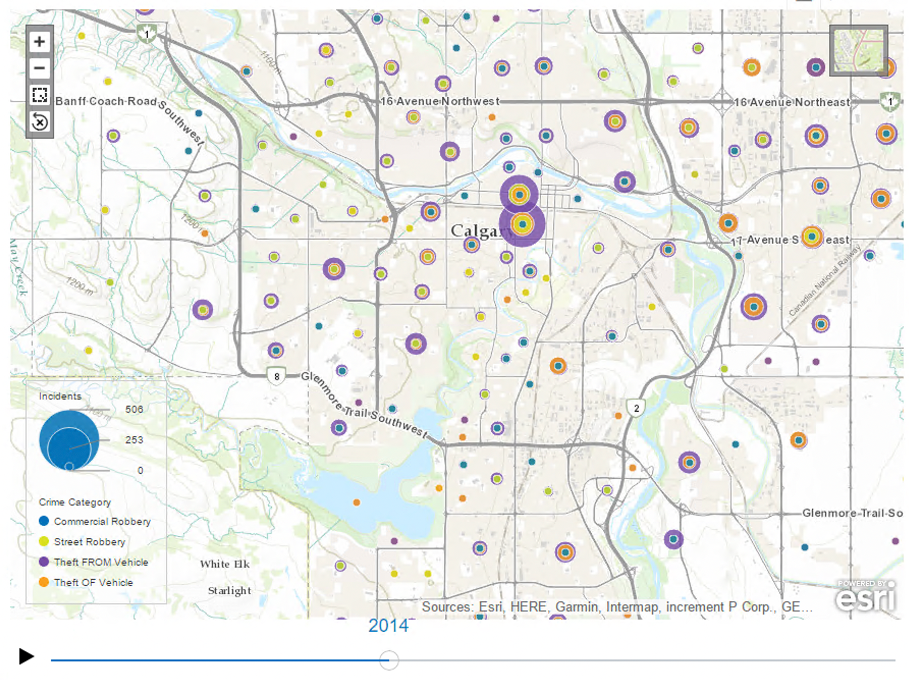 1
1100 m
Banff Coach Road Southwest
16 Avenue Northwest
16 Avenue Northeast
1
1200 m
Calgary
17 Avenue S
east
Canadian National Railway
1200 m
8
Glenmore-Trail-Southwest
2
Incidents
506
253
0
Crime Category
Commercial Robbery
Street Robbery
Theft FROM Vehicle
Theft OF Vehicle
Glenmore-Trail-So
White Elk
Starlight
POWERED BY
esri
Sources: Esri, HERE, Garmin, Intermap, increment P Corp., GE...
2014